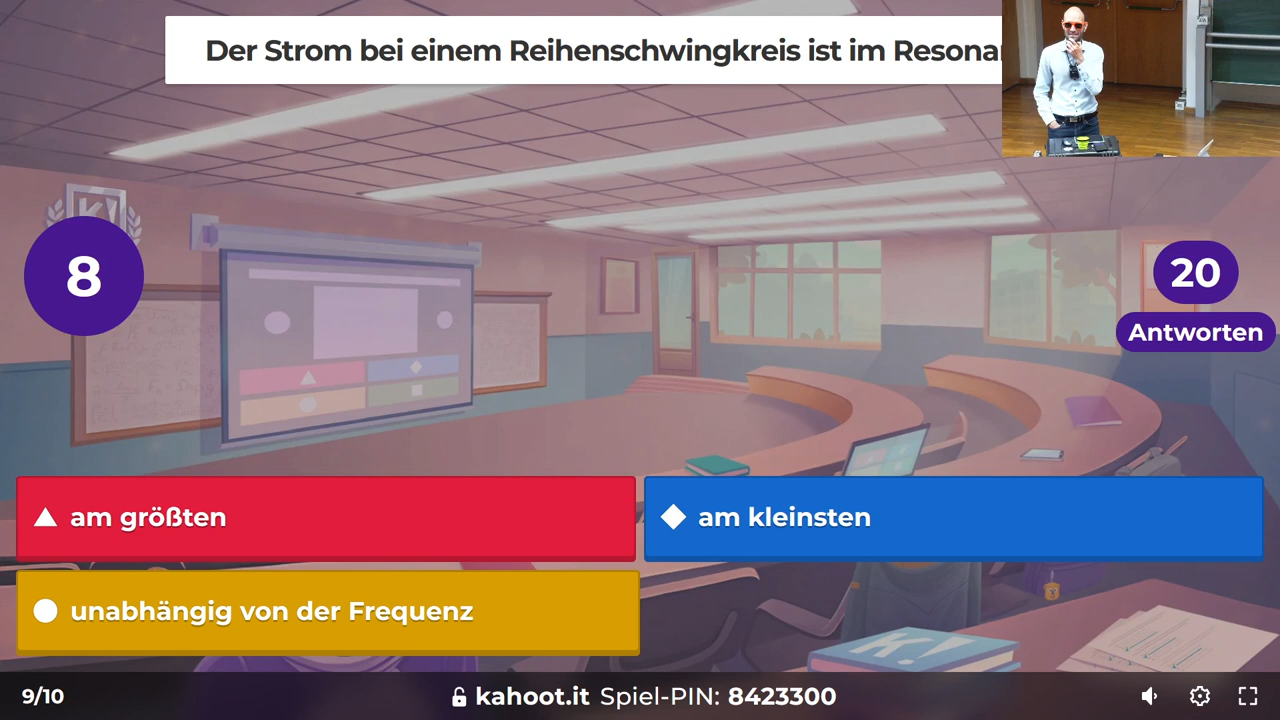 Der Strom bei einem Reihenschwingkreis ist im
8
20
Antworten
am größten
am kleinsten
unabhängig von der Frequenz
K!
9/10
kahoot.it Spiel-PIN: 8423300